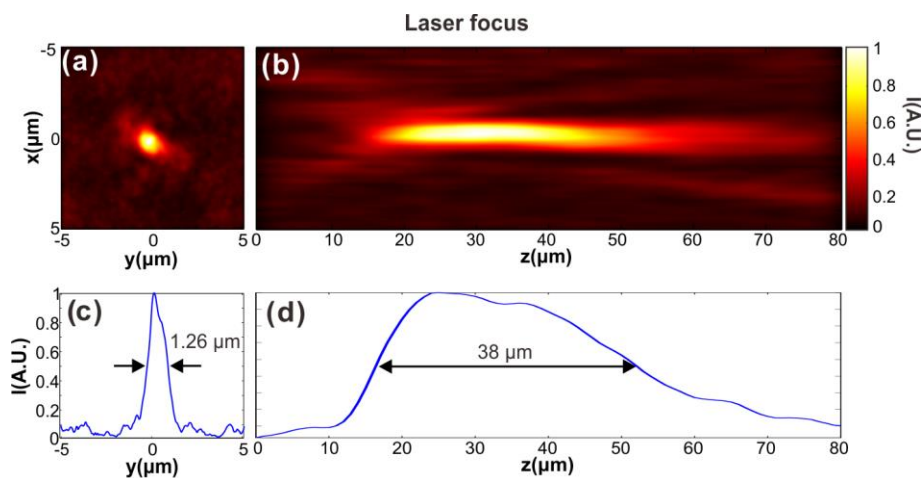 Laser focus
(a)
(b)
-5
0
5
x(µm)
-5 0 5
y(µm)
0 10 20 30 40 50 60 70 80
z(µm)
1
0.8
0.6
0.4
0.2
0
I(A.U.)
(c)
1
0.8
0.6
0.4
0.2
0
I(A.U.)
1.26 µm
-5 0 5
y(µm)
(d)
38 µm
0 10 20 30 40 50 60 70 80
z(µm)